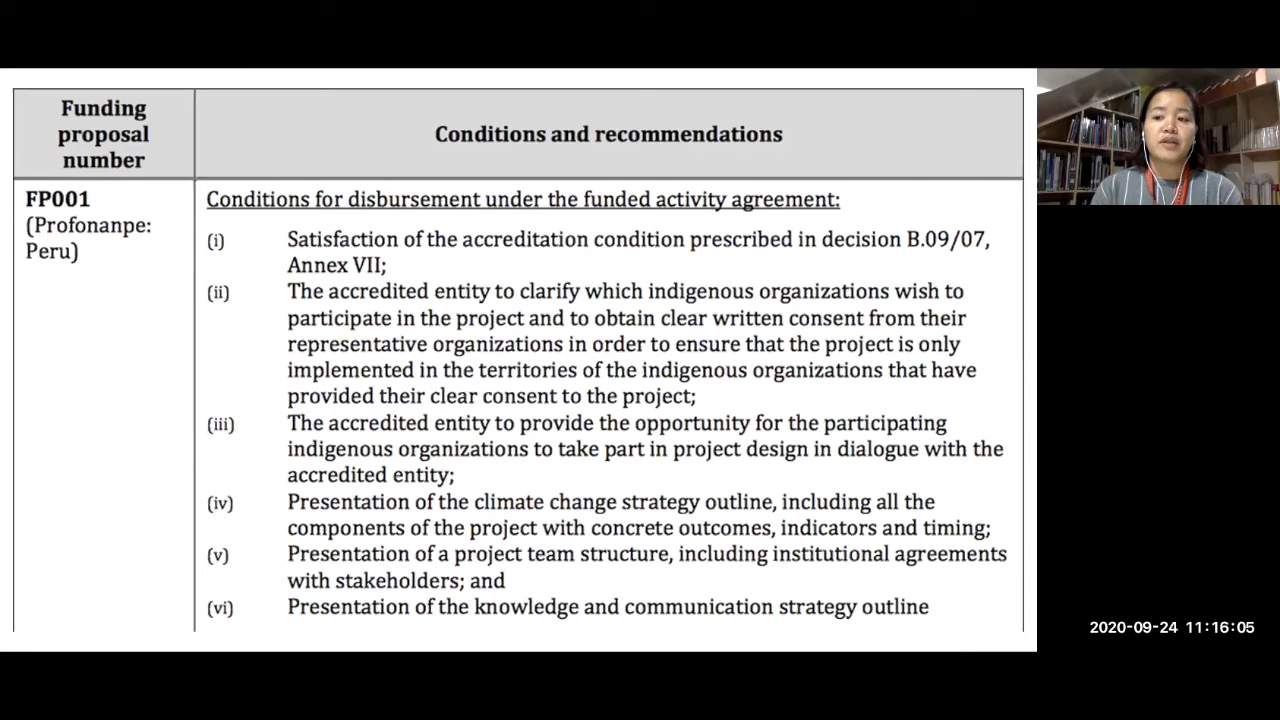 Funding
proposal
number
Conditions and recommendations
FP001
(Profonanpe:
Peru)
Conditions for disbursement under the funded activity agreement:
(i) Satisfaction of the accreditation condition prescribed in decision B.09/07,
Annex VII;
(ii) The accredited entity to clarify which indigenous organizations wish to
participate in the project and to obtain clear written consent from their
representative organizations in order to ensure that the project is only
implemented in the territories of the indigenous organizations that have
provided their clear consent to the project;
(iii) The accredited entity to provide the opportunity for the participating
indigenous organizations to take part in project design in dialogue with the
accredited entity;
(iv) Presentation of the climate change strategy outline, including all the
components of the project with concrete outcomes, indicators and timing;
(v) Presentation of a project team structure, including institutional agreements
with stakeholders; and
(vi) Presentation of the knowledge and communication strategy outline
2020-09-24 11:16:05